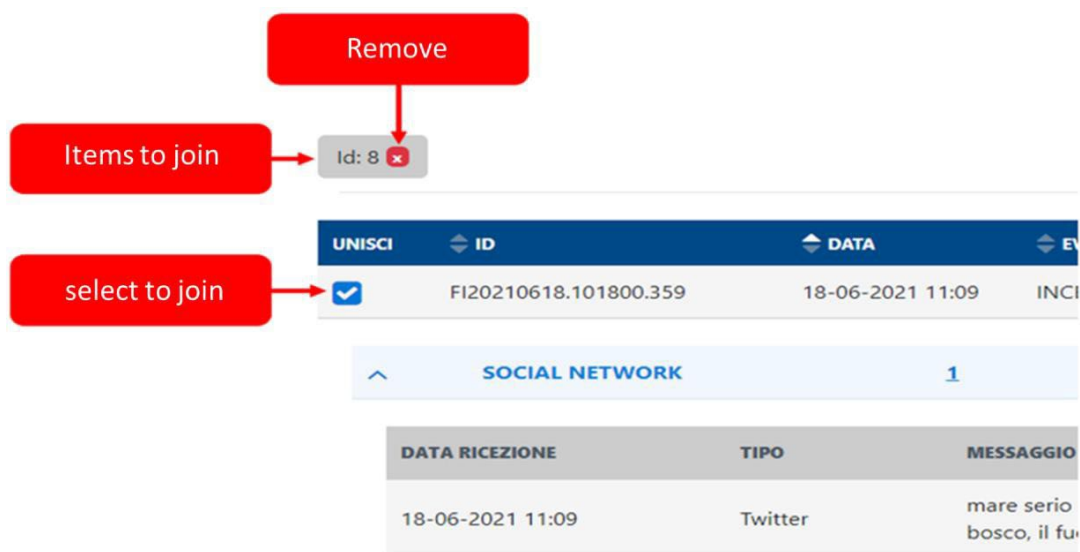 Remove
Items to join
Id: 8 x
UNISCI ID DATA
select to join
FI20210618.101800.359 18-06-2021 11:09
SOCIAL NETWORK 1
DATA RICEZIONE TIPO MESSAGGIO
18-06-2021 11:09 Twitter mare serio
bosco, il